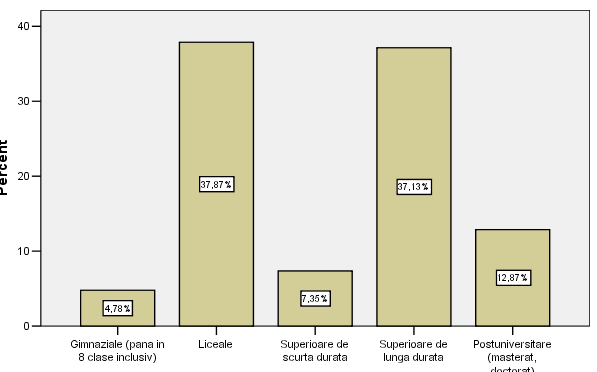 40
30
20
10
0
Percent
4,78%
37,87%
7,35%
37,13%
12,87%
Gimnaziale (pana in
8 clase inclusiv)
Liceale
Superioare de
scurta durata
Superioare de
lunga durata
Postuniversitare
(masterat,
doctorat)